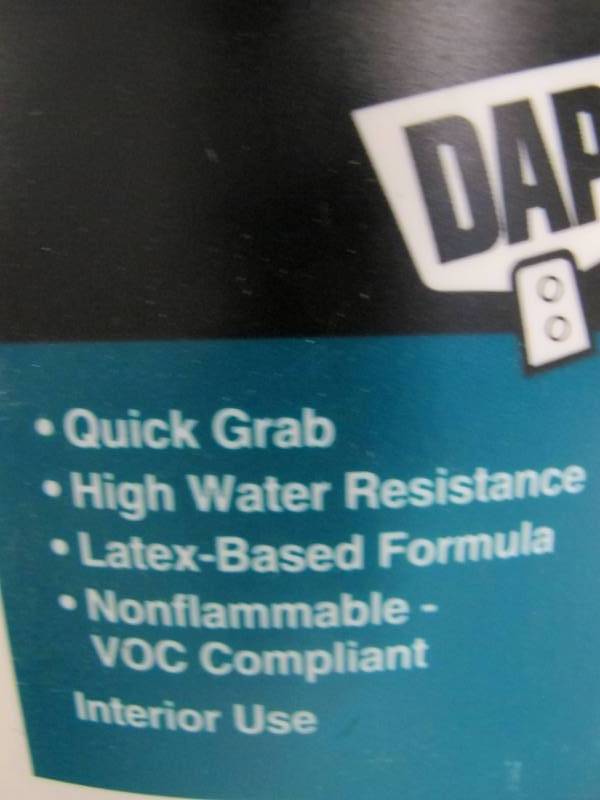 DAP
• Quick Grab
• High Water Resistance
• Latex-Based Formula
• Nonflammable -
VOC Compliant
Interior Use